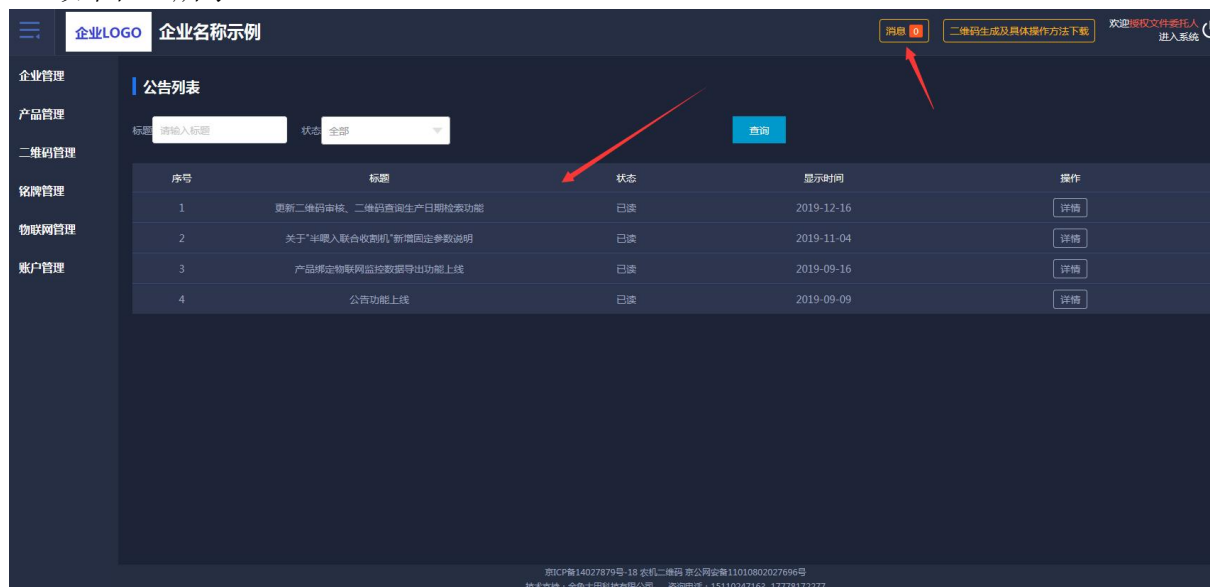 企业LOGO 企业名称示例 消息 0 二维码生成及具体操作方法下载 欢迎授权文件委托人
进入系统
企业管理
产品管理
二维码管理
铭牌管理
物联网管理
账户管理
公告列表
标题 请输入标题 状态 全部 查询
序号 标题 状态 显示时间 操作
1 更新二维码审核、二维码查询生产日期检索功能 已读 2019-12-16 详情
2 关于"半喂入联合收割机"新增固定参数说明 已读 2019-11-04 详情
3 产品绑定物联网监控数据导出功能上线 已读 2019-09-16 详情
4 公告功能上线 已读 2019-09-09 详情
京ICP备14027879号-18 农机二维码 京公网安备11010802027696号